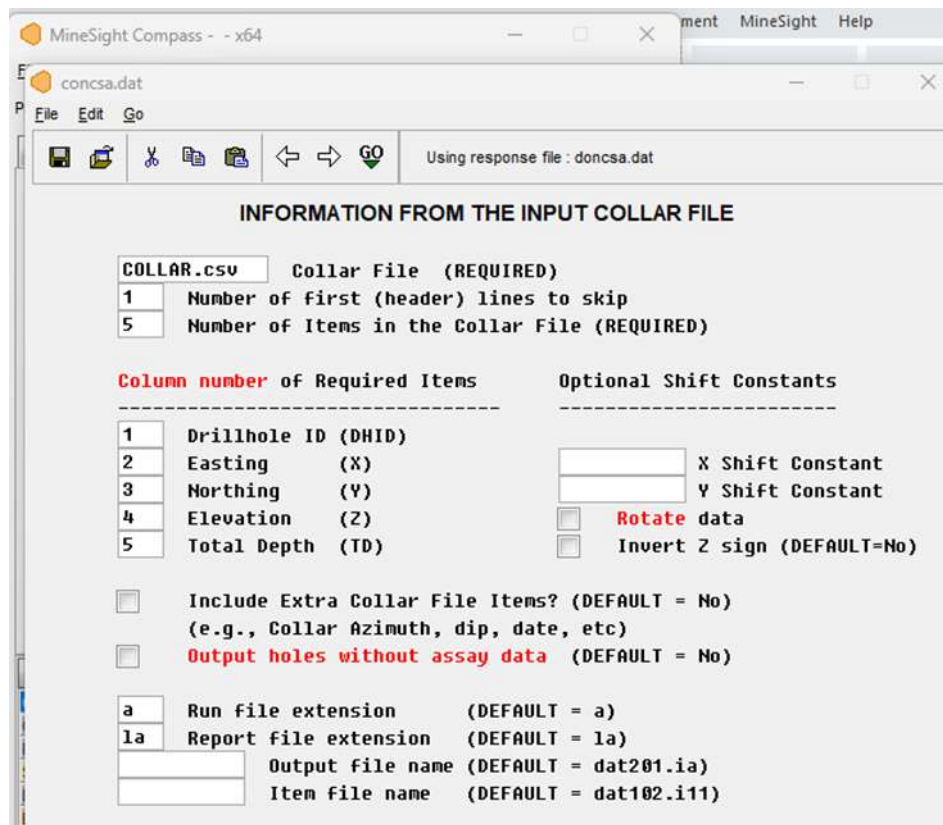 ment MineSight Help
MineSight Compass - - x64
concsa.dat
File Edit Go
GO Using response file : doncsa.dat
INFORMATION FROM THE INPUT COLLAR FILE
COLLAR.csv Collar File (REQUIRED)
1 Number of first (header) lines to skip
5 Number of Items in the Collar File (REQUIRED)
Column number of Required Items Optional Shift Constants
--------------------------------- ------------------------
1 Drillhole ID (DHID)
2 Easting (X) X Shift Constant
3 Northing (Y) Y Shift Constant
4 Elevation (Z) Rotate data
5 Total Depth (TD) Invert Z sign (DEFAULT=No)
Include Extra Collar File Items? (DEFAULT = No)
(e.g., Collar Azimuth, dip, date, etc)
Output holes without assay data (DEFAULT = No)
a Run file extension (DEFAULT = a)
la Report file extension (DEFAULT = la)
Output file name (DEFAULT = dat201.ia)
Item file name (DEFAULT = dat102.i11)